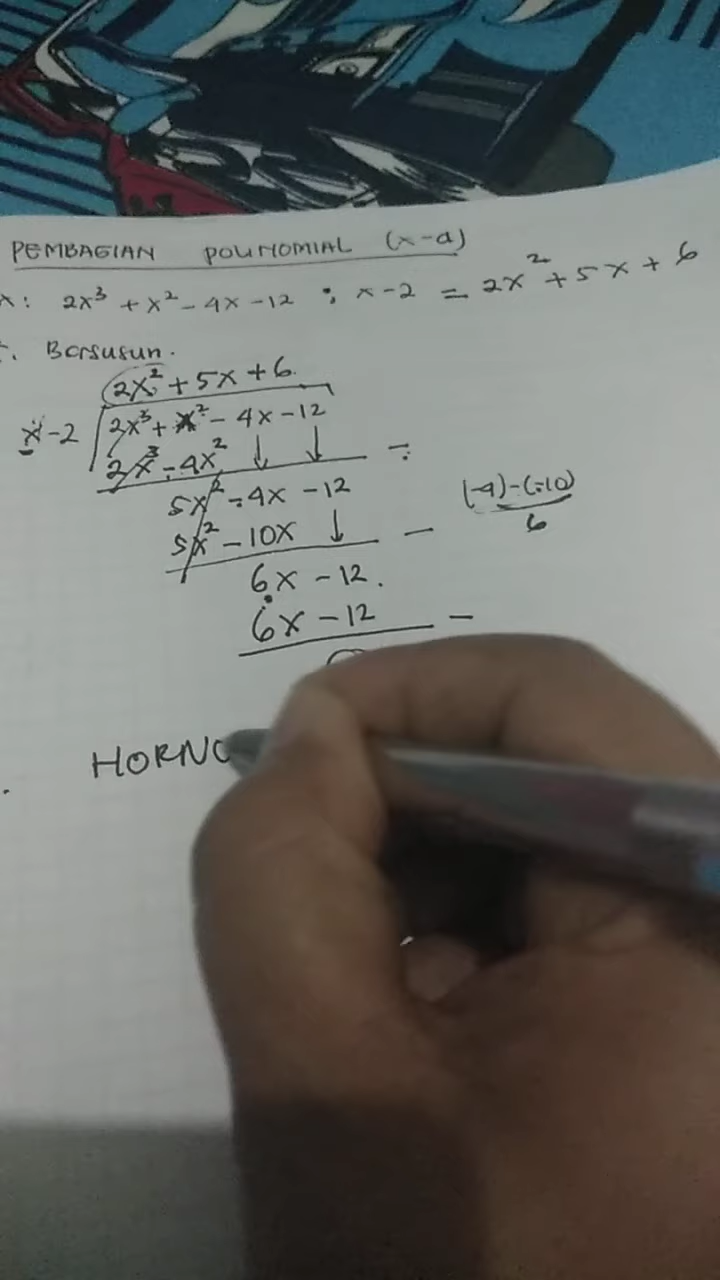 PEMBAGIAN POLINOMIAL (x-a)
x: 2x³ + x² - 4x - 12 : x - 2 = 2x² + 5x + 6
Bersusun.
2x² + 5x + 6
x - 2 2x³ + x² - 4x - 12
2x³ - 4x² -
5x² - 4x - 12
5x² - 10x -
(-4) - (-10)
6
6x - 12.
6x - 12 -
HORNO